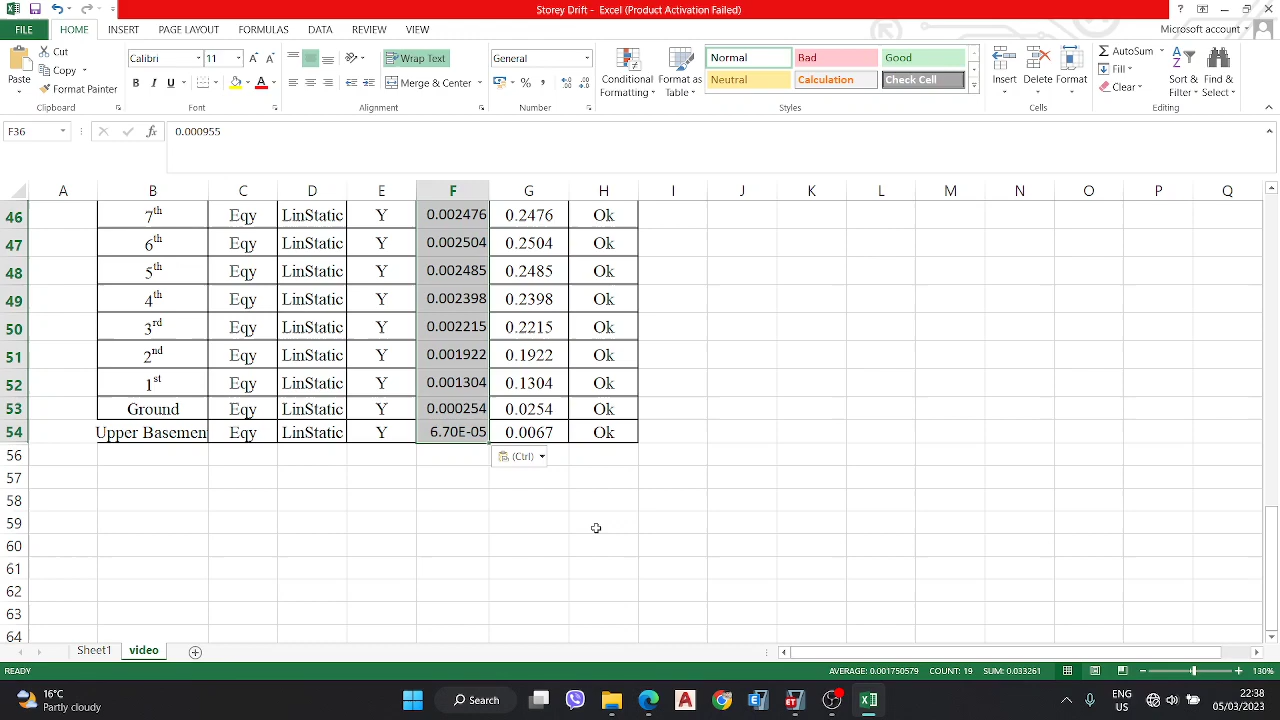 Storey Drift - Excel (Product Activation Failed)
FILE HOME INSERT PAGE LAYOUT FORMULAS DATA REVIEW VIEW Microsoft account
Paste Cut Copy Format Painter
Calibri 11
B I U
Wrap Text
Merge & Center
General
Conditional Formatting
Format as Table
Normal Bad Good
Neutral Calculation Check Cell
Insert Delete Format
AutoSum Fill Clear
Sort & Filter
Find & Select
Clipboard Font Alignment Number Styles Cells Editing
F36 fx 0.000955
A B C D E F G H I J K L M N O P Q
46 7th Eqy LinStatic Y 0.002476 0.2476 Ok
47 6th Eqy LinStatic Y 0.002504 0.2504 Ok
48 5th Eqy LinStatic Y 0.002485 0.2485 Ok
49 4th Eqy LinStatic Y 0.002398 0.2398 Ok
50 3rd Eqy LinStatic Y 0.002215 0.2215 Ok
51 2nd Eqy LinStatic Y 0.001922 0.1922 Ok
52 1st Eqy LinStatic Y 0.001304 0.1304 Ok
53 Ground Eqy LinStatic Y 0.000254 0.0254 Ok
54 Upper Basemen Eqy LinStatic Y 6.70E-05 0.0067 Ok
56 (Ctrl)
57
58
59
60
61
62
63
64
Sheet1 video
READY AVERAGE: 0.001750579 COUNT: 19 SUM: 0.033261 130%
16°C
Partly cloudy
Search
ENG
US
22:38
05/03/2023